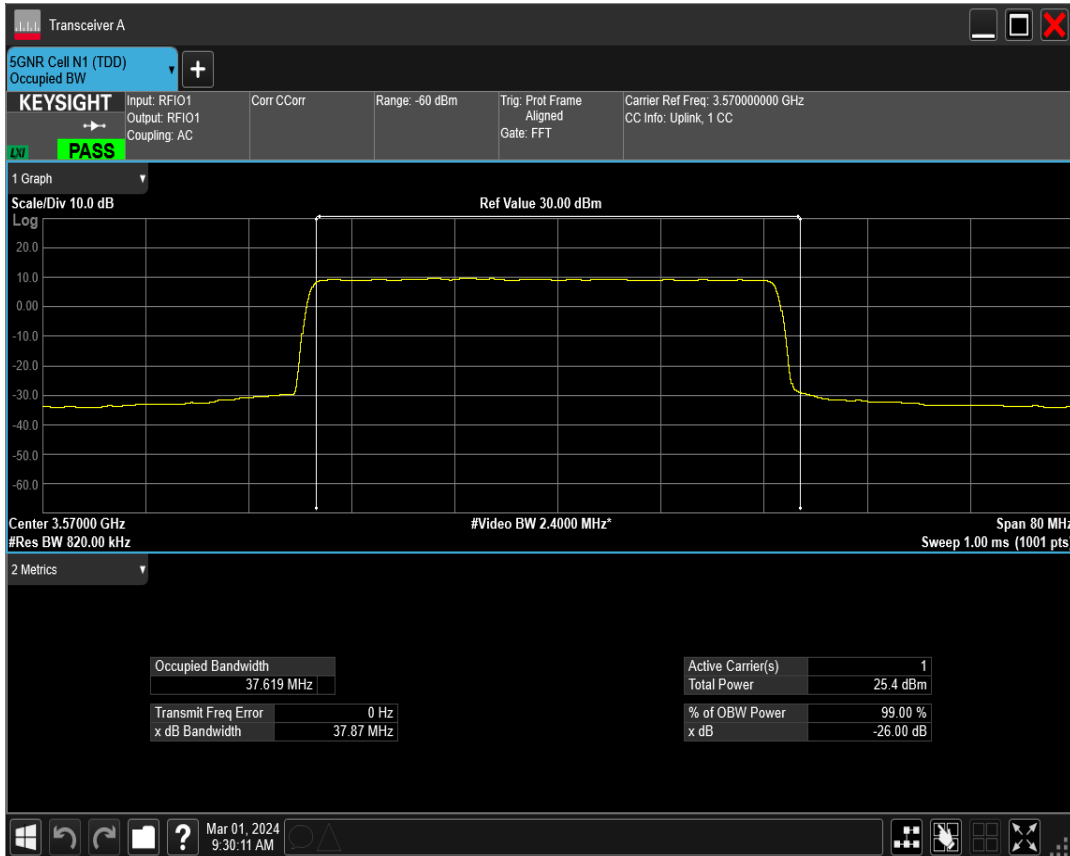 Transceiver A
5GNR Cell N1 (TDD)
Occupied BW
+
KEYSIGHT
LXI
PASS
Input: RFIO1
Output: RFIO1
Coupling: AC
Corr CCorr
Range: -60 dBm
Trig: Prot Frame
Aligned
Gate: FFT
Carrier Ref Freq: 3.570000000 GHz
CC Info: Uplink, 1 CC
1 Graph
Scale/Div 10.0 dB
Ref Value 30.00 dBm
Log
20.0
10.0
0.00
-10.0
-20.0
-30.0
-40.0
-50.0
-60.0
Center 3.57000 GHz
#Video BW 2.4000 MHz*
Span 80 MHz
#Res BW 820.00 kHz
Sweep 1.00 ms (1001 pts)
2 Metrics
Occupied Bandwidth
37.619 MHz
Transmit Freq Error 0 Hz
x dB Bandwidth 37.87 MHz
Active Carrier(s) 1
Total Power 25.4 dBm
% of OBW Power 99.00 %
x dB -26.00 dB
?
Mar 01, 2024
9:30:11 AM